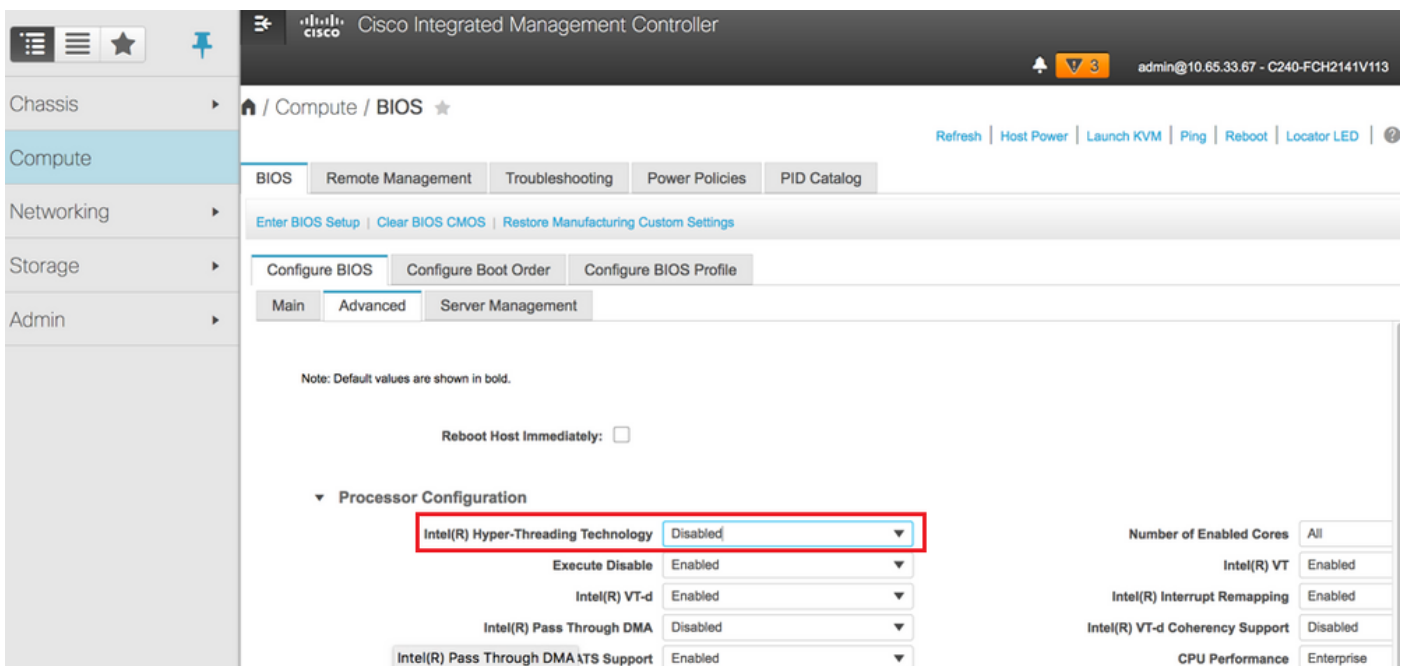 cisco
Cisco Integrated Management Controller
3
admin@10.65.33.67 - C240-FCH2141V113
Chassis
Compute
Networking
Storage
Admin
/ Compute / BIOS
Refresh | Host Power | Launch KVM | Ping | Reboot | Locator LED | ?
BIOS Remote Management Troubleshooting Power Policies PID Catalog
Enter BIOS Setup | Clear BIOS CMOS | Restore Manufacturing Custom Settings
Configure BIOS Configure Boot Order Configure BIOS Profile
Main Advanced Server Management
Note: Default values are shown in bold.
Reboot Host Immediately:
Processor Configuration
Intel(R) Hyper-Threading Technology Disabled Number of Enabled Cores All
Execute Disable Enabled Intel(R) VT Enabled
Intel(R) VT-d Enabled Intel(R) Interrupt Remapping Enabled
Intel(R) Pass Through DMA Disabled Intel(R) VT-d Coherency Support Disabled
Intel(R) Pass Through DMA ATS Support Enabled CPU Performance Enterprise